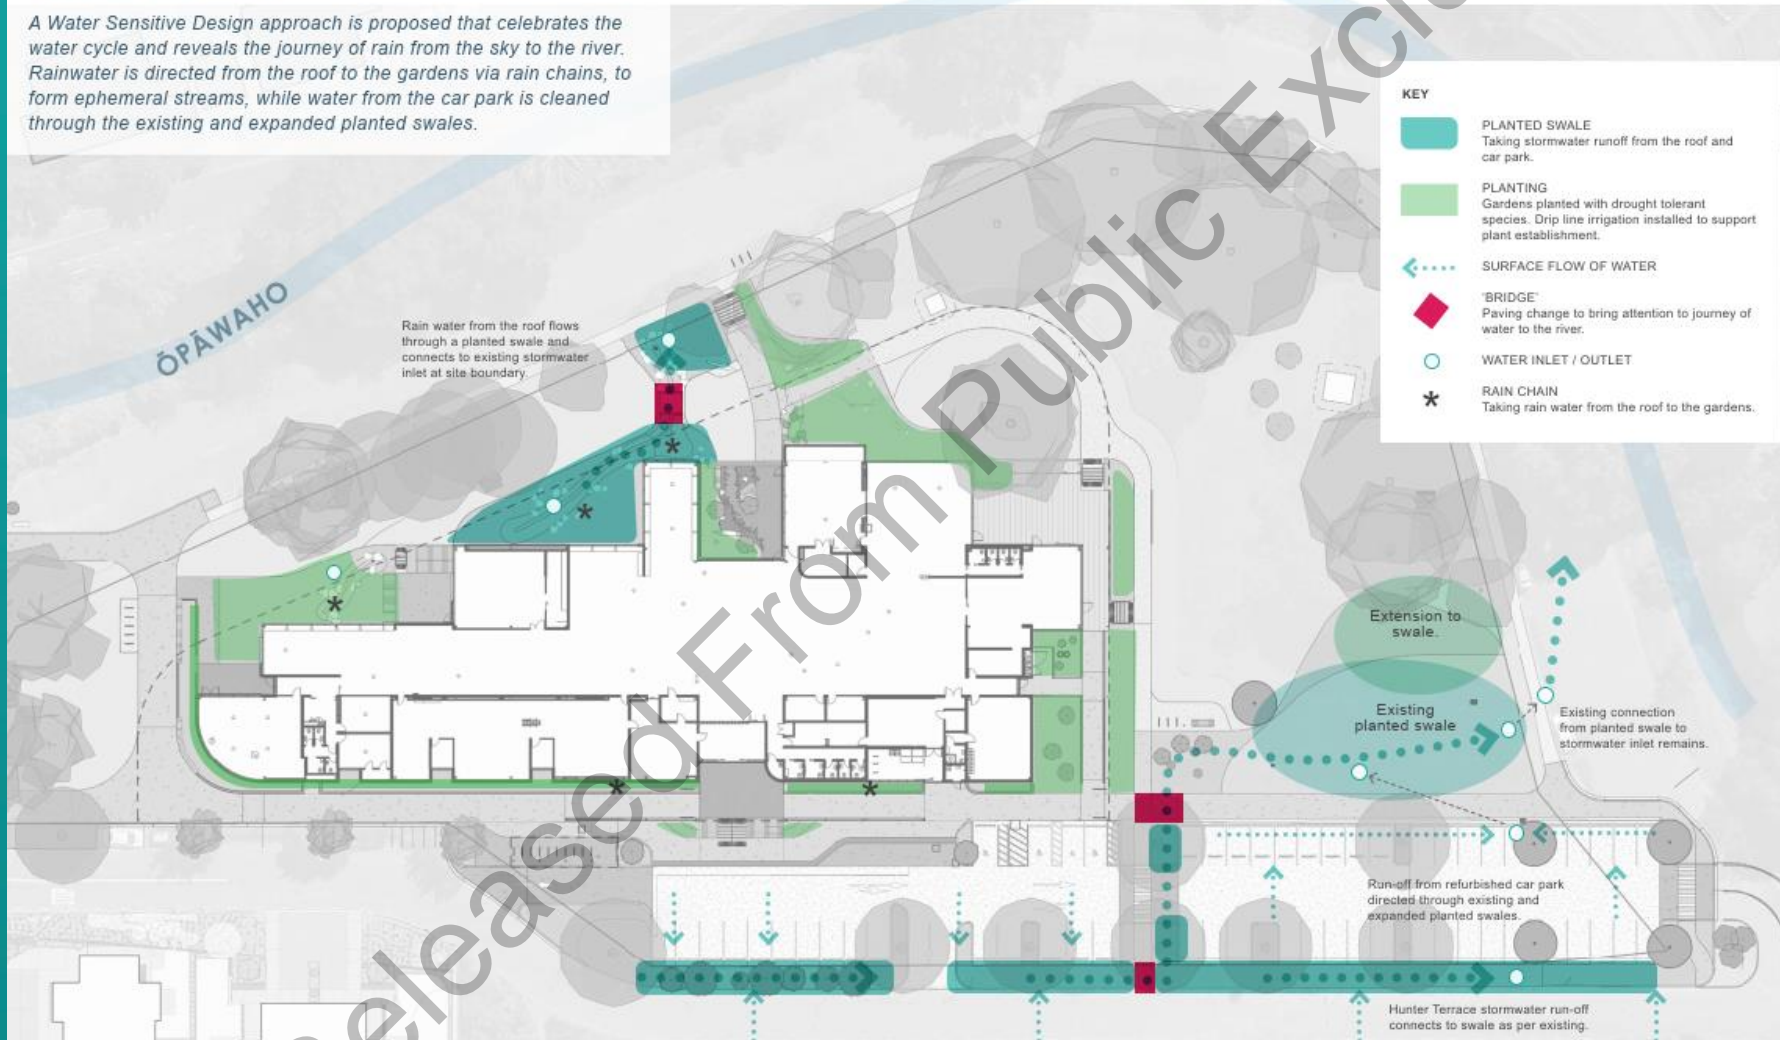 A Water Sensitive Design approach is proposed that celebrates the
water cycle and reveals the journey of rain from the sky to the river.
Rainwater is directed from the roof to the gardens via rain chains, to
form ephemeral streams, while water from the car park is cleaned
through the existing and expanded planted swales.
KEY
PLANTED SWALE
Taking stormwater runoff from the roof and
car park.
PLANTING
Gardens planted with drought tolerant
species. Drip line irrigation installed to support
plant establishment.
SURFACE FLOW OF WATER
'BRIDGE'
Paving change to bring attention to journey of
water to the river.
WATER INLET / OUTLET
RAIN CHAIN
Taking rain water from the roof to the gardens.
ŌPĀWAHO
Rain water from the roof flows
through a planted swale and
connects to existing stormwater
inlet at site boundary.
Extension to
swale.
Existing
planted swale
Existing connection
from planted swale to
stormwater inlet remains.
Run-off from refurbished car park
directed through existing and
expanded planted swales.
Hunter Terrace stormwater run-off
connects to swale as per existing.
eleased From Public Exclu